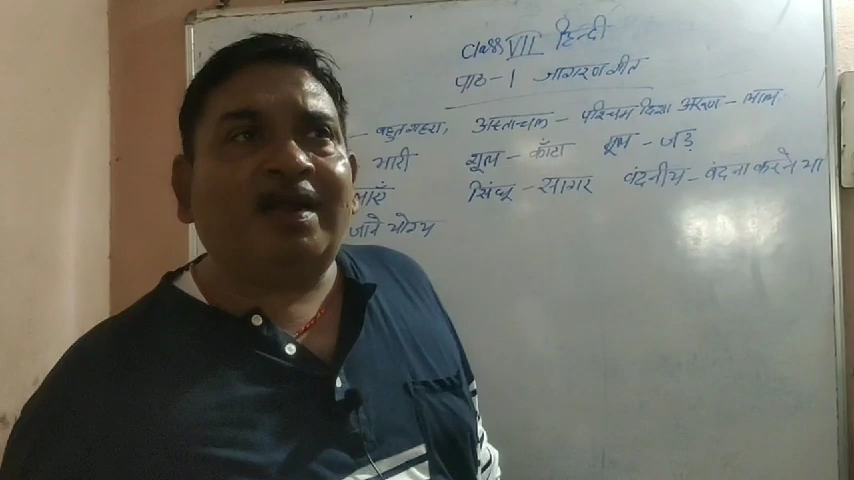 Class VII हिन्दी
पाठ-1 जागरण गीत
- बहुत गहरा, अस्ताचल - पश्चिम दिशा अरुण - लाल
भारी शूल - काँटा मूल - जड़
सिंधु - सागर वंदनीय - वंदना करने
जाने योग्य